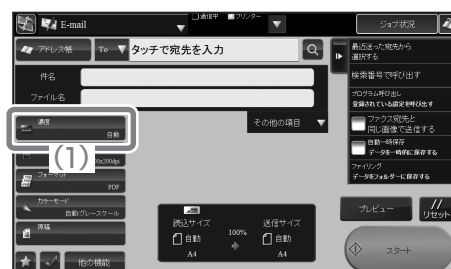 E-mail
送信中
プリンター
ジョブ状況
アドレス帳
To
タッチで宛先を入力
件名
ファイル名
濃度
自動
その他の項目
(1)
200x200dpi
フォーマット
PDF
カラーモード
自動/グレースケール
原稿
他の機能
読込サイズ
自動
A4
100%
送信サイズ
自動
A4
最近送った宛先から
選択する
検索番号で呼び出す
プログラム呼び出し
登録されている設定を呼び出す
ファクス宛先と
同じ画像で送信する
自動一時保存
データを一時的に保存する
ファイリング
データをフォルダーに保存する
プレビュー
リセット
スタート